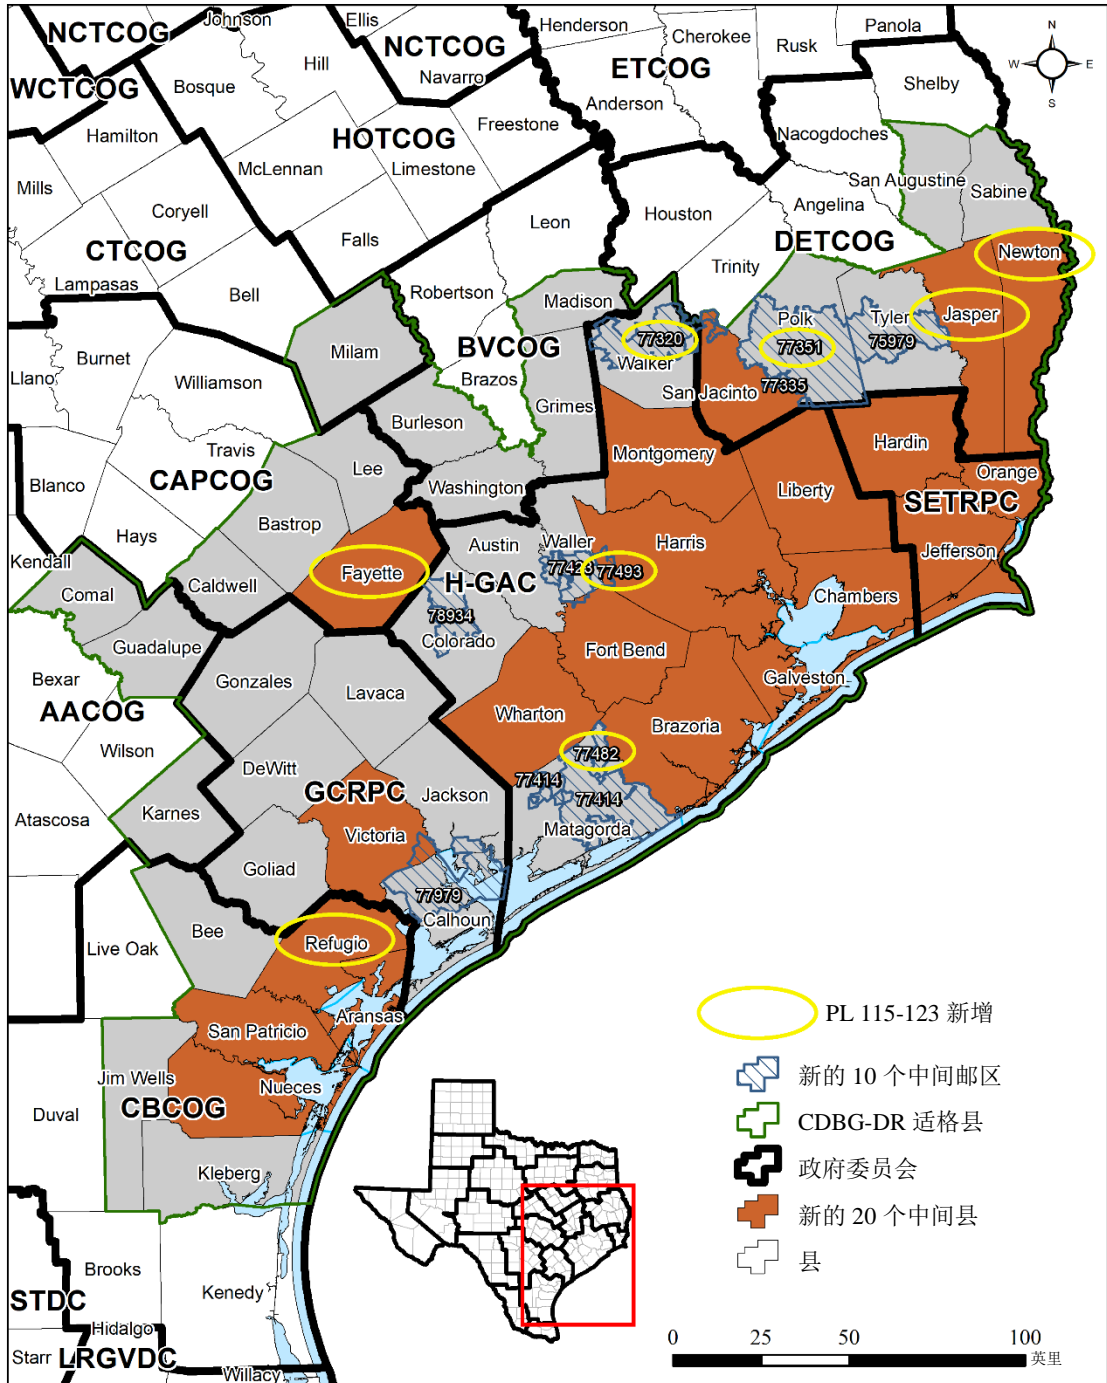 Johnson
Ellis
Henderson
Panola
NCTCOG
NCTCOG
Cherokee
Rusk
N
Hill
Navarro
ETCOG
W
E
Bosque
Shelby
WCTCOG
Anderson
S
Hamilton
HOTCOG
Freestone
Nacogdoches
McLennan
Limestone
San Augustine
Mills
Sabine
Coryell
Leon
Houston
Angelina
Falls
DETCOG
CTCOG
Newton
Trinity
Lampasas
Bell
Robertson
Madison
Jasper
Polk
Tyler
77320
77351
75979
Milam
BVCOG
Burnet
Walker
Llano
Williamson
Brazos
77335
San Jacinto
Grimes
Burleson
Hardin
Travis
Montgomery
Lee
Orange
CAPCOG
Blanco
Washington
Liberty
SETRPC
Bastrop
Hays
Austin
Waller
Harris
Jefferson
Kendall
Fayette
77423
77493
H-GAC
Caldwell
Comal
Chambers
78934
Colorado
Guadalupe
Fort Bend
Bexar
Gonzales
Lavaca
Galveston
AACOG
Wharton
Brazoria
Wilson
77482
DeWitt
77414
GCRPC
Jackson
77414
Karnes
Atascosa
Victoria
Matagorda
Goliad
77979
Calhoun
Bee
Refugio
Live Oak
PL 115-123 新增
Aransas
San Patricio
新的 10 个中间邮区
Jim Wells
Nueces
Duval
CBCOG
CDBG-DR 适格县
政府委员会
Kleberg
新的 20 个中间县
县
Brooks
Kenedy
STDC
Hidalgo
0
25
50
100
Starr
LRGVDC
英里
Willacy